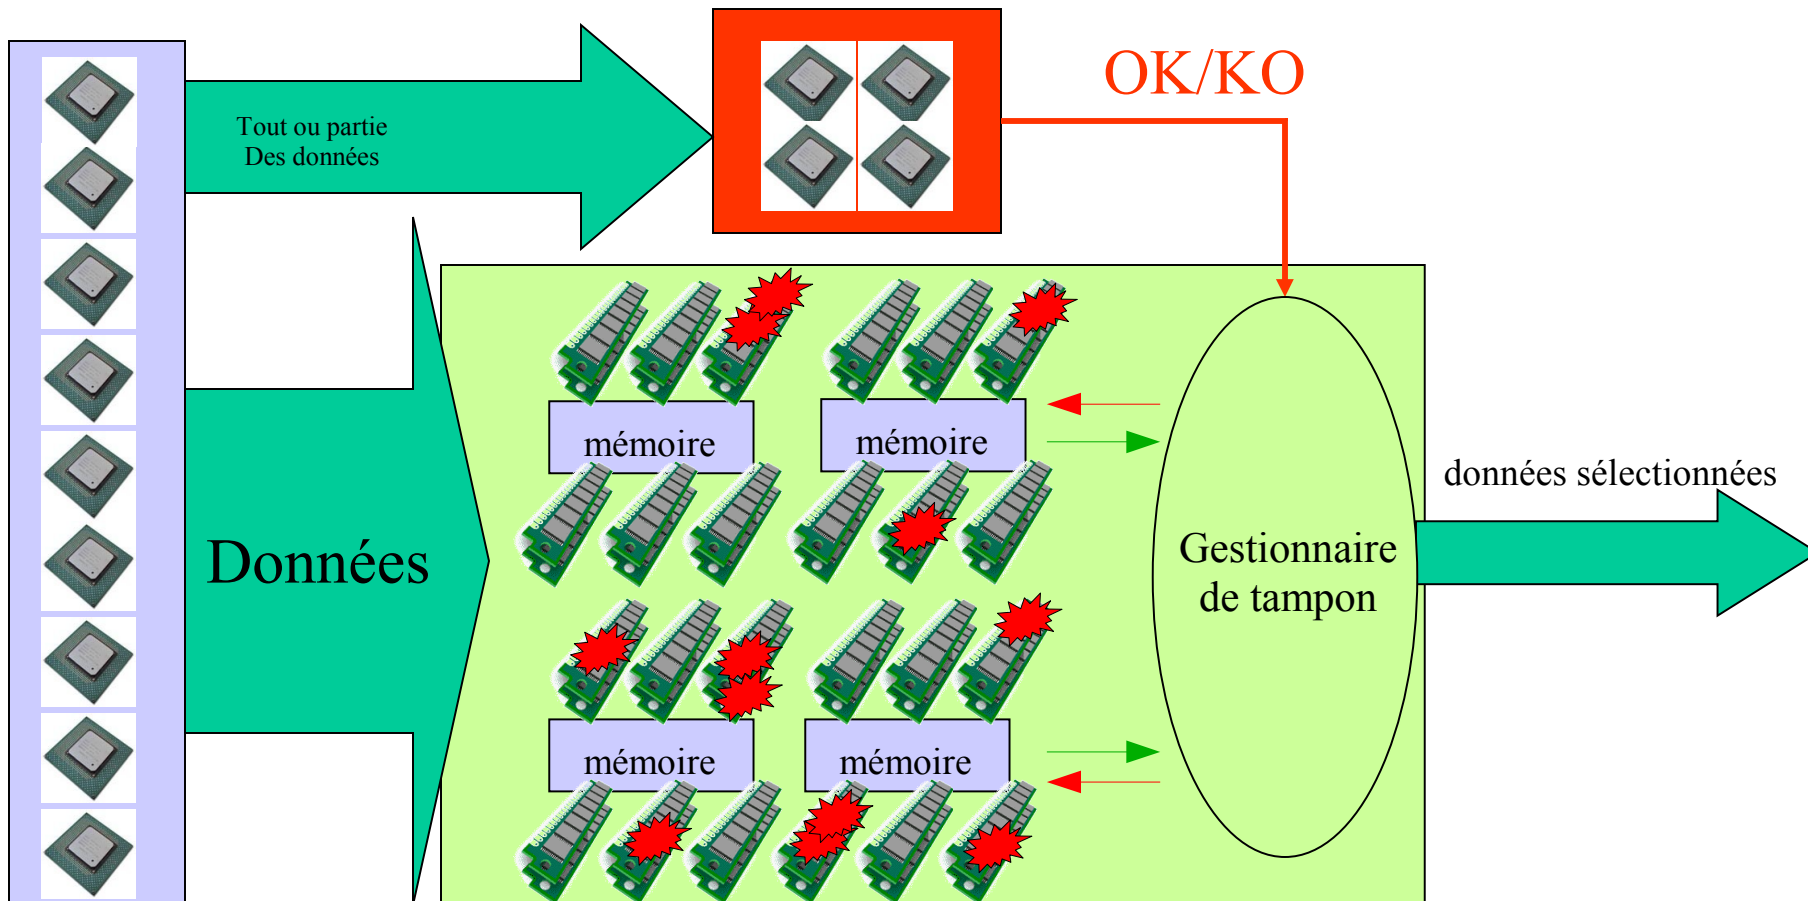 OK/KO
Tout ou partie
Des données
mémoire
mémoire
données sélectionnées
Données
Gestionnaire
de tampon
mémoire
mémoire